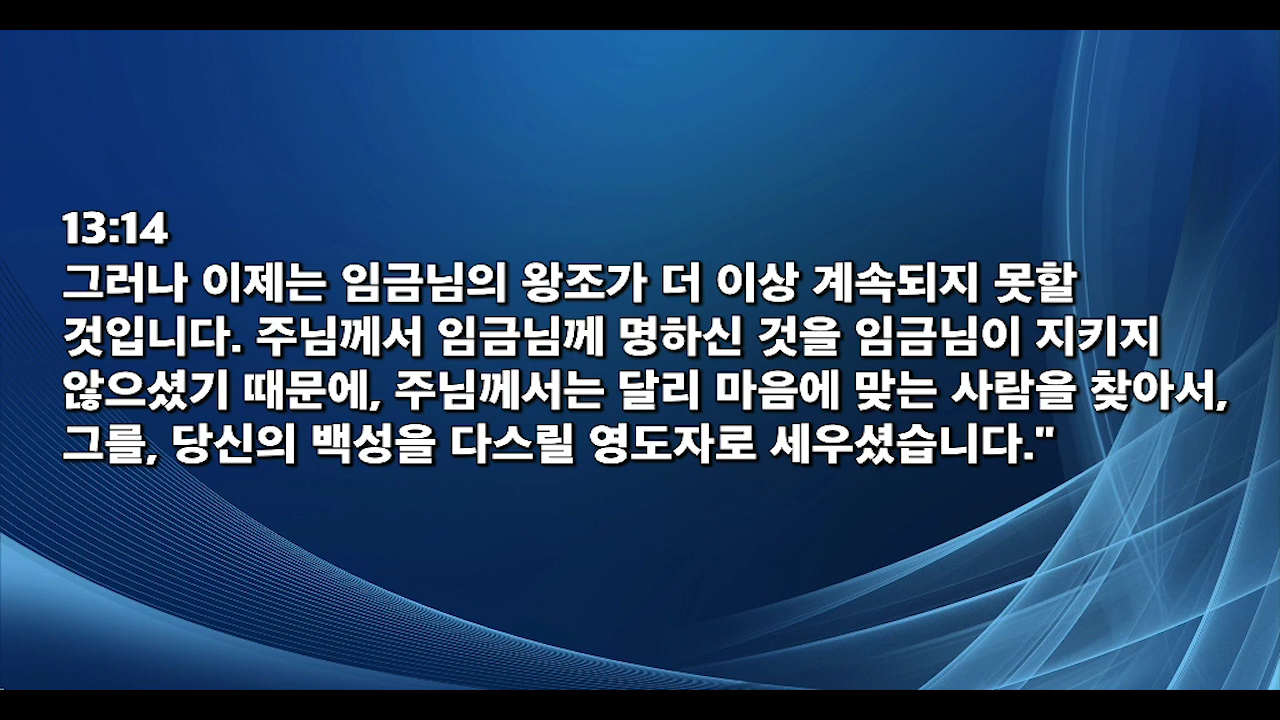 13:14
그러나 이제는 임금님의 왕조가 더 이상 계속되지 못할
것입니다. 주님께서 임금님께 명하신 것을 임금님이 지키지
않으셨기 때문에, 주님께서는 달리 마음에 맞는 사람을 찾아서,
그를, 당신의 백성을 다스릴 영도자로 세우셨습니다."